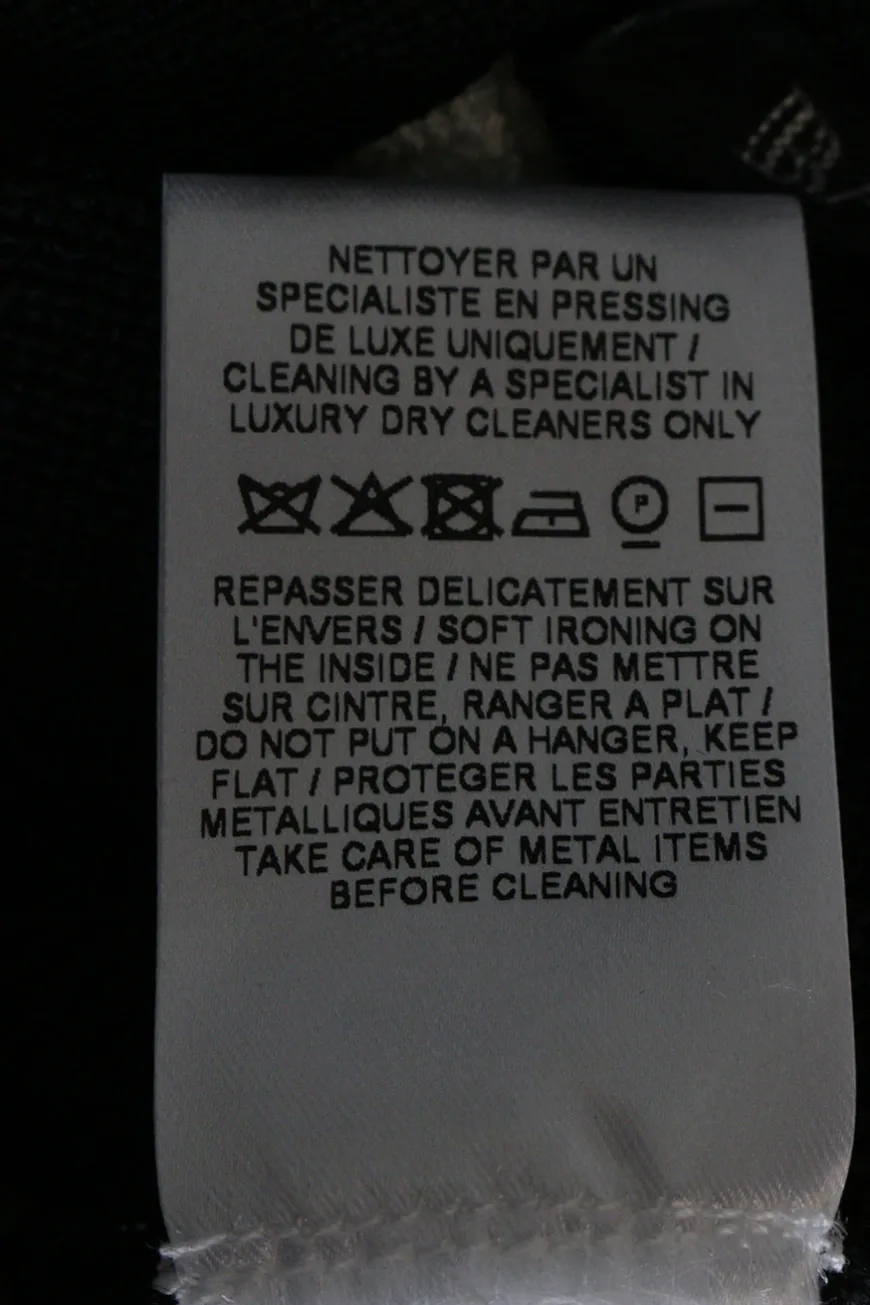 NETTOYER PAR UN
SPECIALISTE EN PRESSING
DE LUXE UNIQUEMENT /
CLEANING BY A SPECIALIST IN
LUXURY DRY CLEANERS ONLY
P
REPASSER DELICATEMENT SUR
L'ENVERS / SOFT IRONING ON
THE INSIDE / NE PAS METTRE
SUR CINTRE, RANGER A PLAT /
DO NOT PUT ON A HANGER, KEEP
FLAT / PROTEGER LES PARTIES
METALLIQUES AVANT ENTRETIEN
TAKE CARE OF METAL ITEMS
BEFORE CLEANING